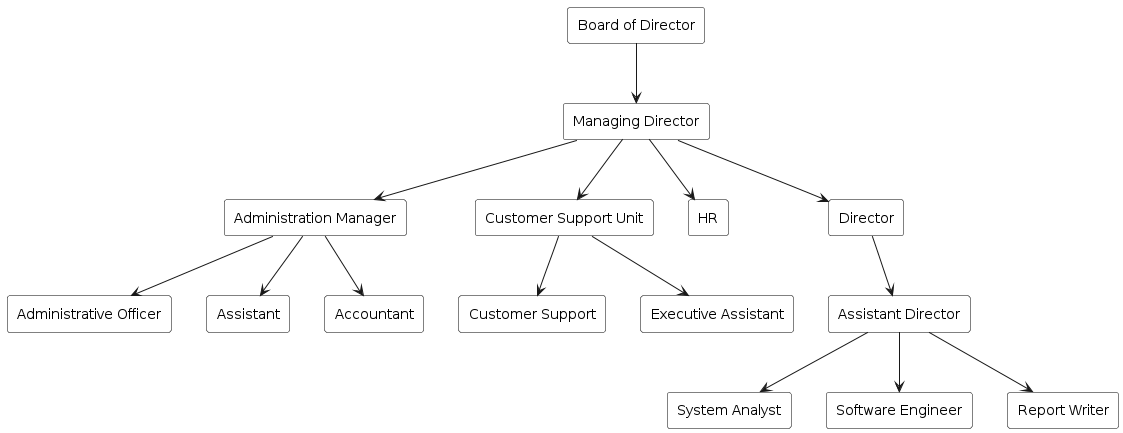 Board of Director
Managing Director
Administration Manager
Customer Support Unit
HR
Director
Administrative Officer
Assistant
Accountant
Customer Support
Executive Assistant
Assistant Director
System Analyst
Software Engineer
Report Writer